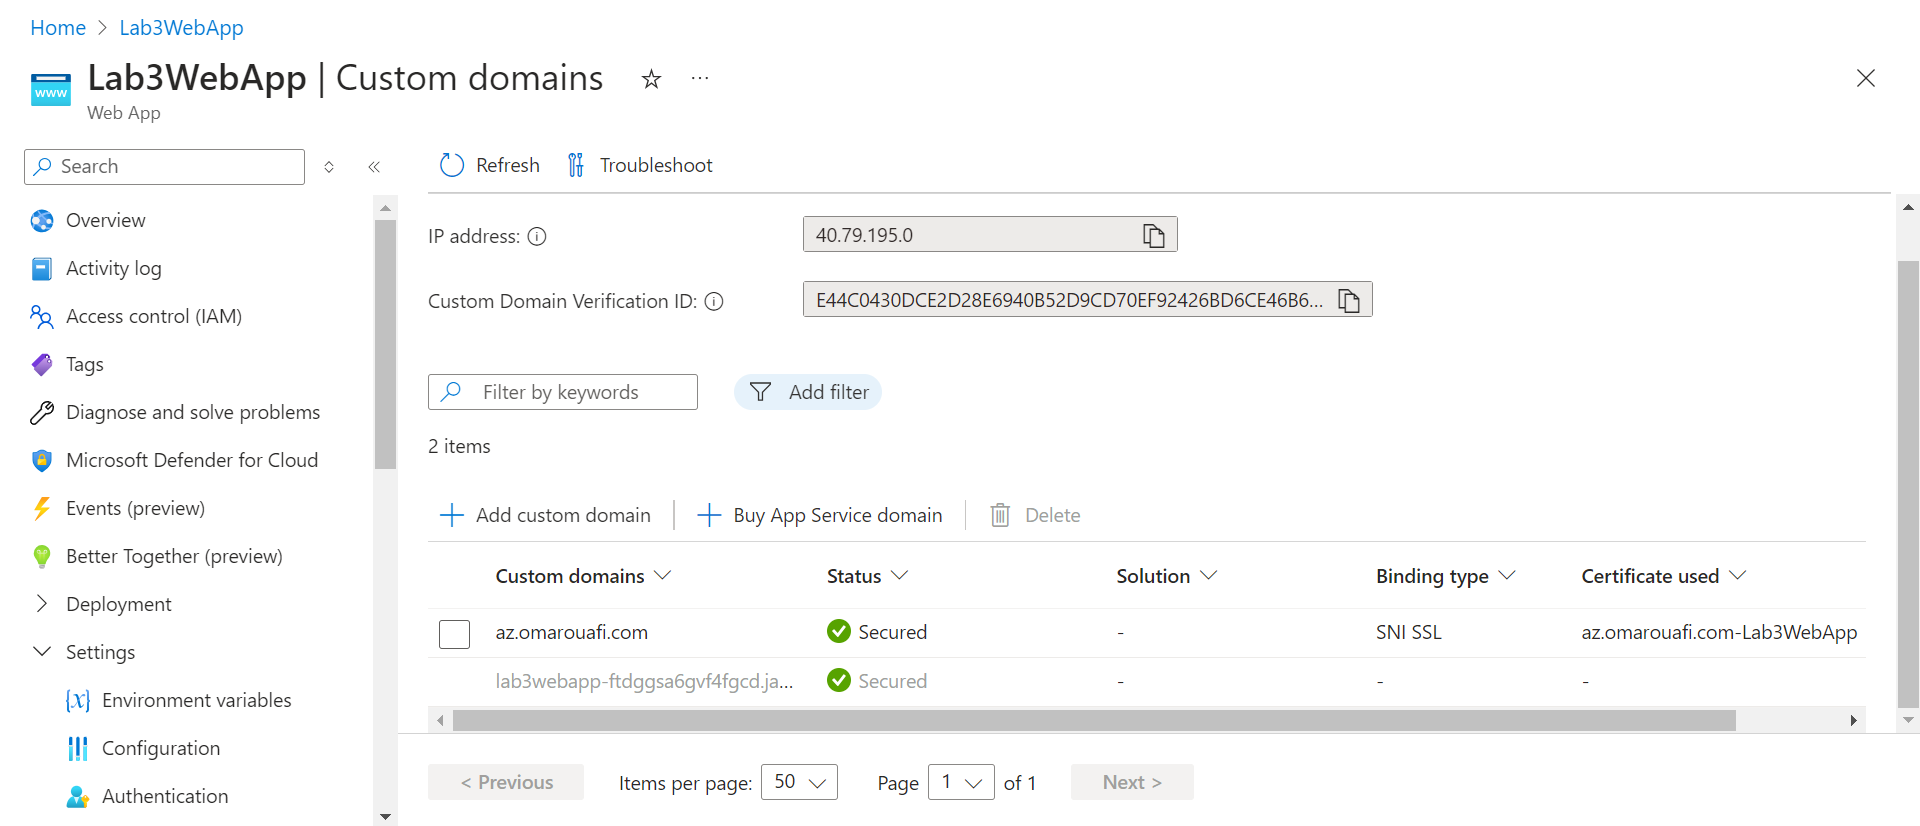 Home > Lab3WebApp
www
Lab3WebApp | Custom domains
Web App
Search
Overview
Activity log
Access control (IAM)
Tags
Diagnose and solve problems
Microsoft Defender for Cloud
Events (preview)
Better Together (preview)
Deployment
Settings
Environment variables
Configuration
Authentication
Refresh Troubleshoot
IP address: 40.79.195.0
Custom Domain Verification ID: E44C0430DCE2D28E6940B52D9CD70EF92426BD6CE46B6...
Filter by keywords Add filter
2 items
Add custom domain Buy App Service domain Delete
Custom domains Status Solution Binding type Certificate used
az.omarouafi.com Secured - SNI SSL az.omarouafi.com-Lab3WebApp
lab3webapp-ftdggsa6gvf4fgcd.ja... Secured - - -
< Previous Items per page: 50 Page 1 of 1 Next >